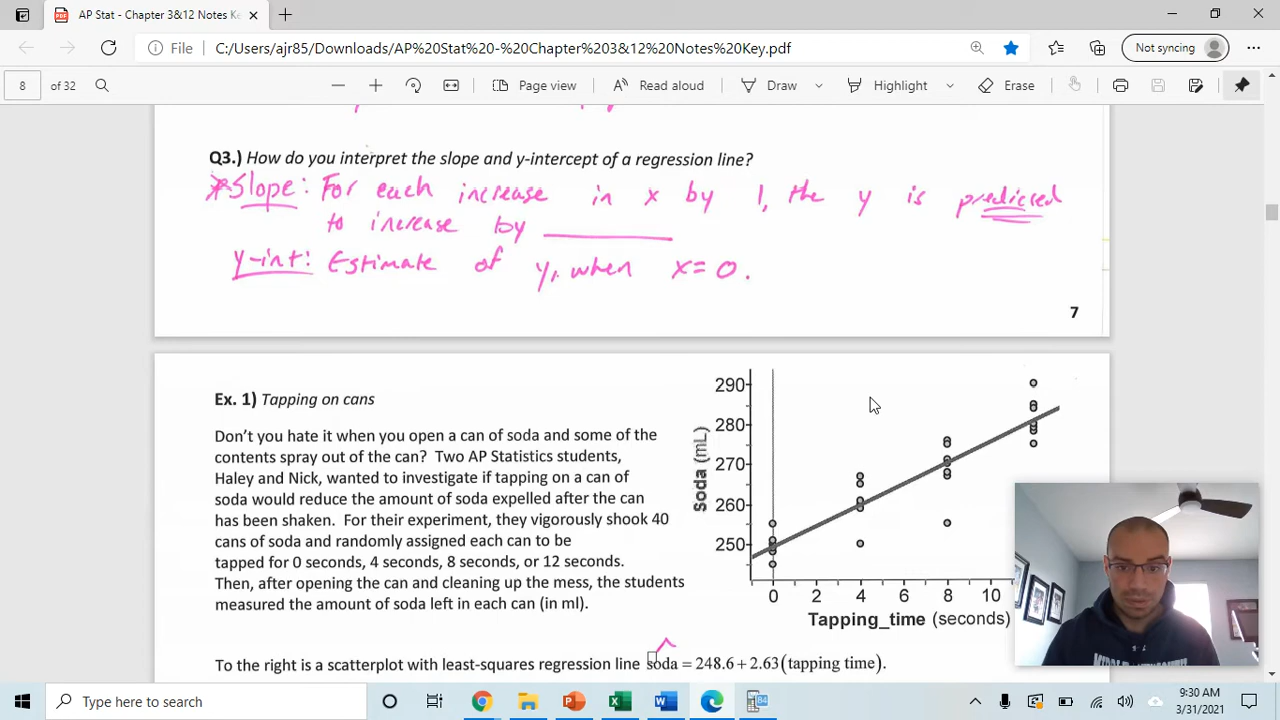 AP Stat - Chapter 3&12 Notes Ke
File
C:/Users/ajr85/Downloads/AP%20Stat%20-%20Chapter%203&12%20Notes%20Key.pdf
Not syncing
8 of 32
Page view
Read aloud
Draw
Highlight
Erase
Q3.) How do you interpret the slope and y-intercept of a regression line?
*Slope: For each increase in x by 1, the y is predicted
to increase by ______
y-int: Estimate of y, when x=0.
7
Ex. 1) Tapping on cans
Don't you hate it when you open a can of soda and some of the
contents spray out of the can? Two AP Statistics students,
Haley and Nick, wanted to investigate if tapping on a can of
soda would reduce the amount of soda expelled after the can
has been shaken. For their experiment, they vigorously shook 40
cans of soda and randomly assigned each can to be
tapped for 0 seconds, 4 seconds, 8 seconds, or 12 seconds.
Then, after opening the can and cleaning up the mess, the students
measured the amount of soda left in each can (in ml).
290
280
270
260
250
Soda (mL)
0 2 4 6 8 10
Tapping_time (seconds)
To the right is a scatterplot with least-squares regression line soda = 248.6 + 2.63(tapping time).
Type here to search
9:30 AM
3/31/2021